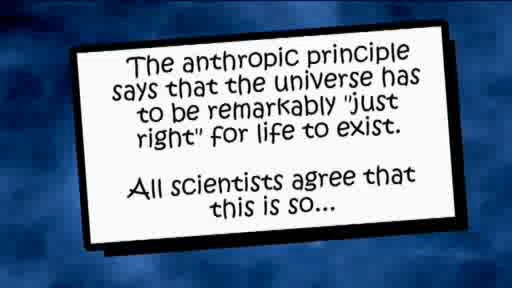 The anthropic principle
says that the universe has
to be remarkably "just
right" for life to exist.
All scientists agree that
this is so...